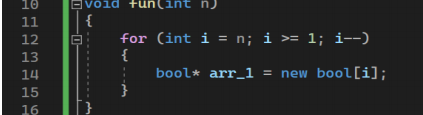 10 void fun(int n)
11 {
12 for (int i = n; i >= 1; i--)
13 {
14 bool* arr_1 = new bool[i];
15 }
16 }